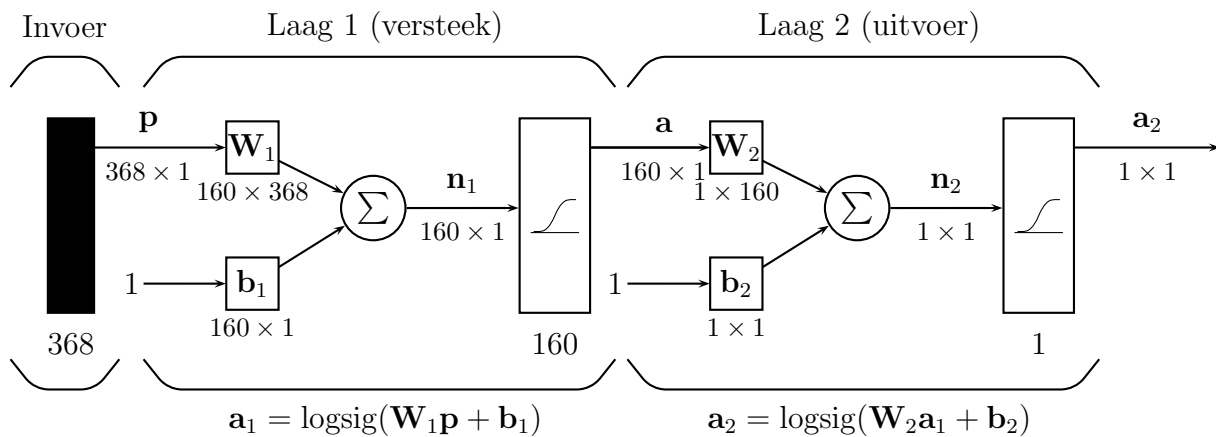 Invoer
Laag 1 (versteek)
Laag 2 (uitvoer)
p
W₁
a
W₂
a₂
368 × 1
160 × 368
160 × 1
1 × 160
1 × 1
Σ
n₁
160 × 1
Σ
n₂
1 × 1
1
b₁
1
b₂
160 × 1
1 × 1
368
160
1
a₁ = logsig(W₁p + b₁)
a₂ = logsig(W₂a₁ + b₂)